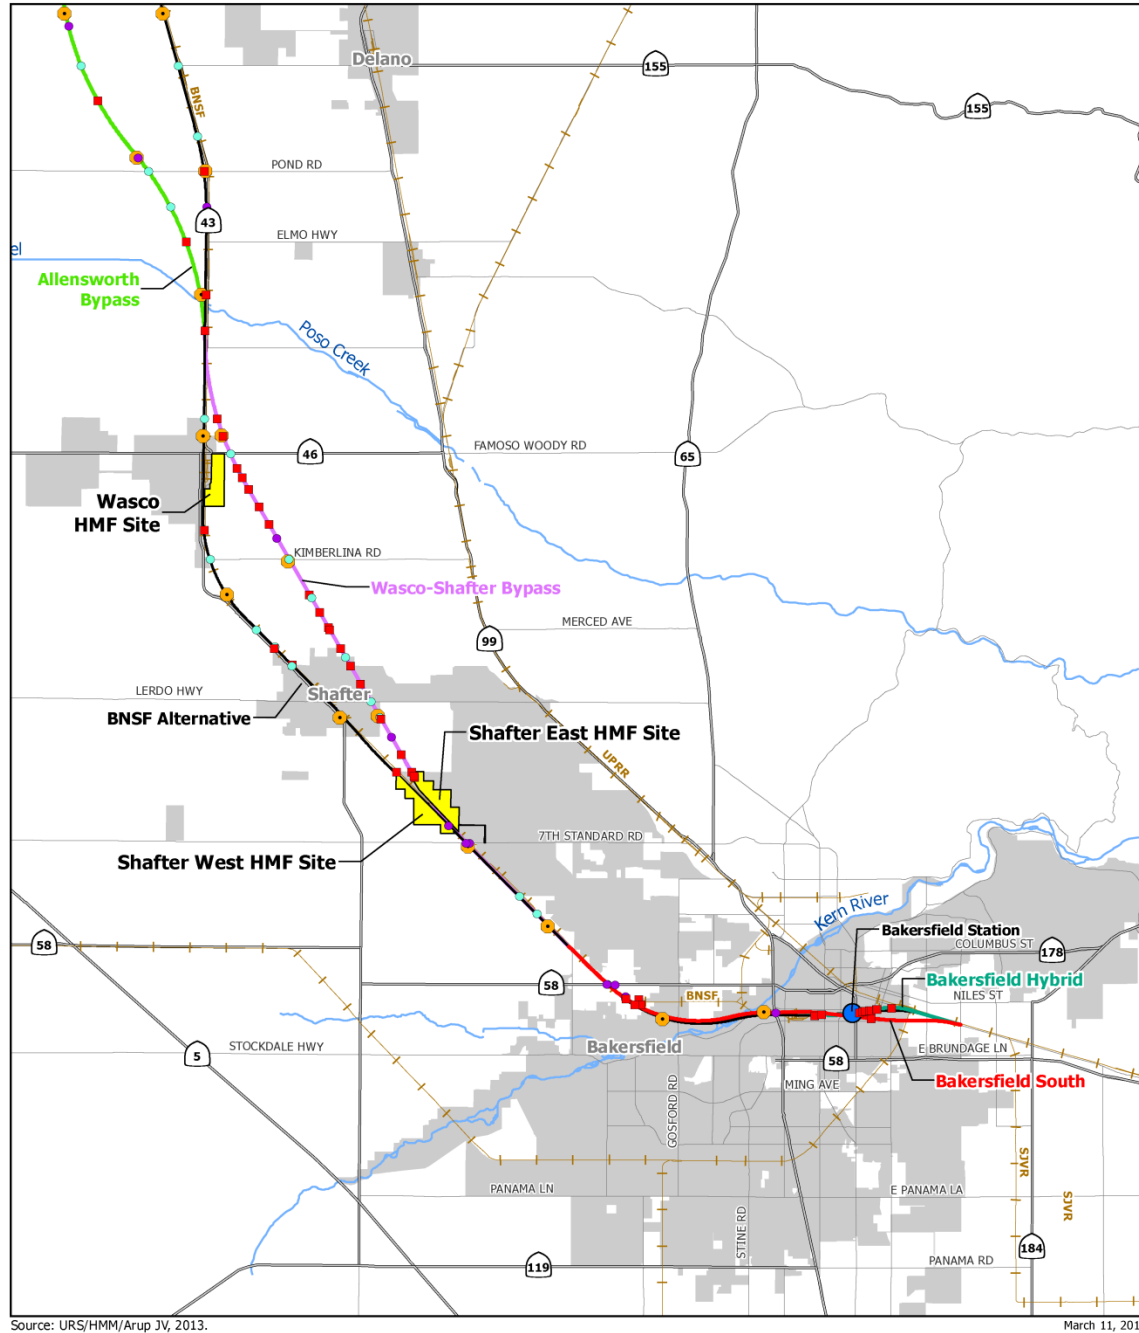 Delano
155
155
BNSF
POND RD
43
ELMO HWY
el
Allensworth
Bypass
Poso Creek
46
FAMOSO WOODY RD
65
Wasco
HMF Site
KIMBERLINA RD
Wasco-Shafter Bypass
MERCED AVE
99
LERDO HWY
Shafter
BNSF Alternative
Shafter East HMF Site
UPRR
7TH STANDARD RD
Shafter West HMF Site
Kern River
Bakersfield Station
COLUMBUS ST
58
178
Bakersfield Hybrid
58
BNSF
NILES ST
STOCKDALE HWY
Bakersfield
E BRUNDAGE LN
5
58
MING AVE
Bakersfield South
GOSFORD RD
SJVR
PANAMA LN
E PANAMA LA
SJVR
STINE RD
184
119
PANAMA RD
Source: URS/HMM/Arup JV, 2013.
March 11, 201